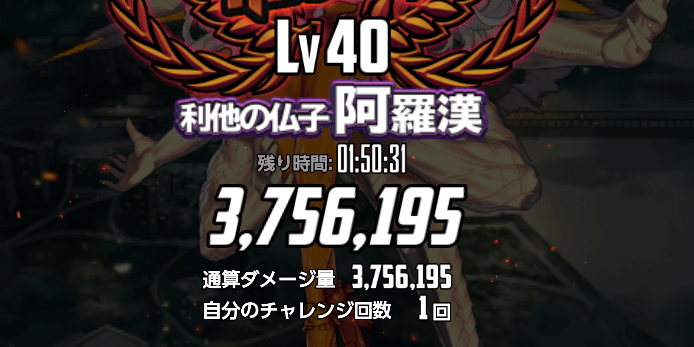 Lv40
利他の仏子 阿羅漢
残り時間: 01:50:31
3,756,195
通算ダメージ量 3,756,195
自分のチャレンジ回数 1回